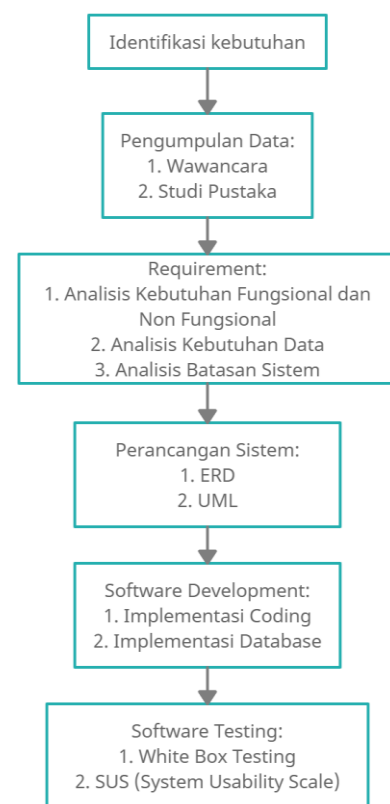 Identifikasi kebutuhan
Pengumpulan Data:
1. Wawancara
2. Studi Pustaka
Requirement:
1. Analisis Kebutuhan Fungsional dan
Non Fungsional
2. Analisis Kebutuhan Data
3. Analisis Batasan Sistem
Perancangan Sistem:
1. ERD
2. UML
Software Development:
1. Implementasi Coding
2. Implementasi Database
Software Testing:
1. White Box Testing
2. SUS (System Usability Scale)